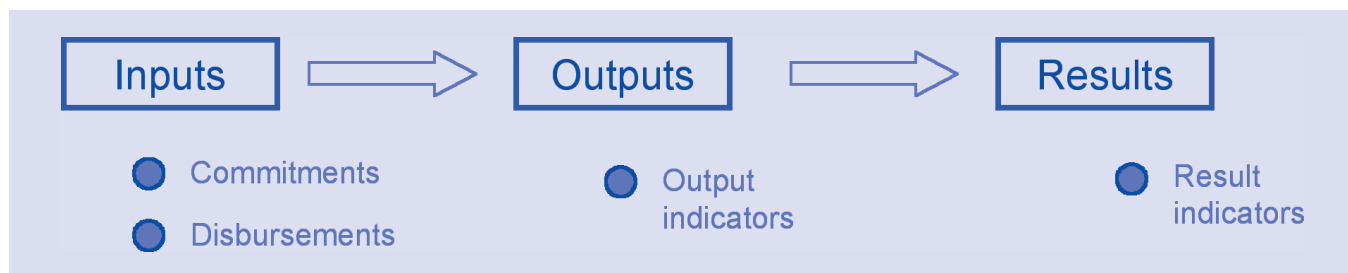 Inputs
Outputs
Results
Commitments
Disbursements
Output
indicators
Result
indicators